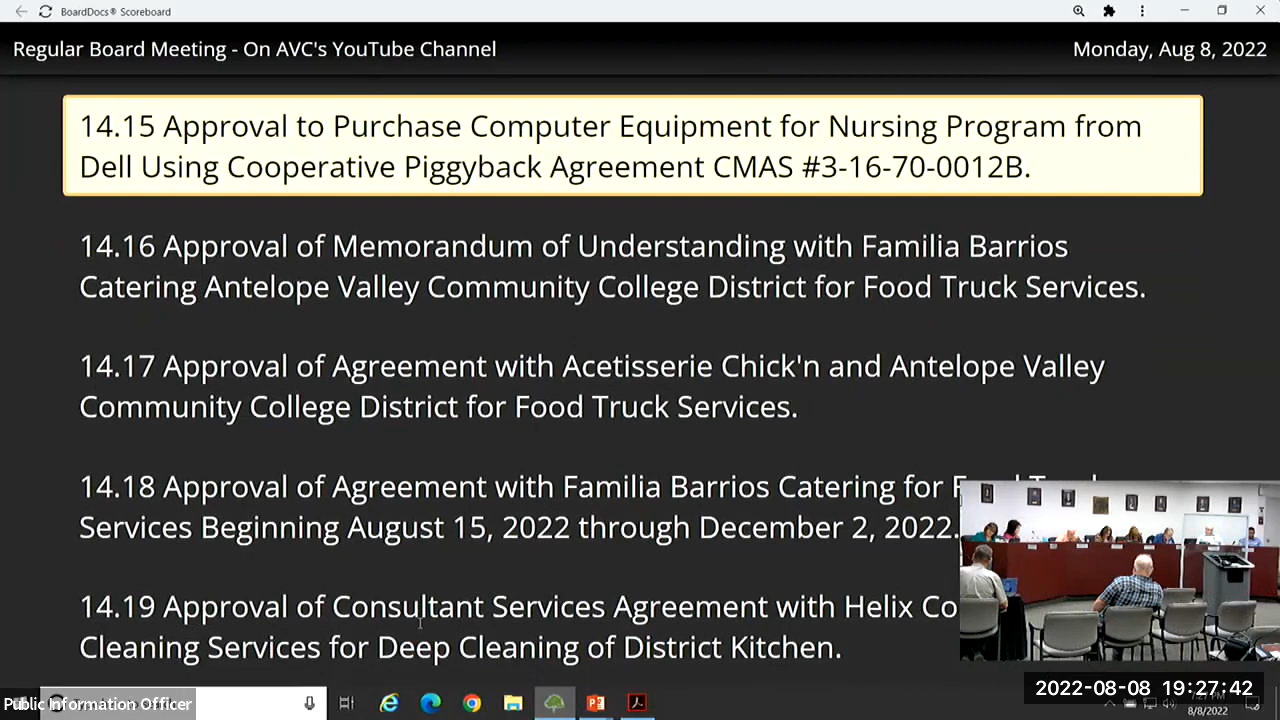 BoardDocs® Scoreboard
Regular Board Meeting - On AVC's YouTube Channel
Monday, Aug 8, 2022
14.15 Approval to Purchase Computer Equipment for Nursing Program from
Dell Using Cooperative Piggyback Agreement CMAS #3-16-70-0012B.
14.16 Approval of Memorandum of Understanding with Familia Barrios
Catering Antelope Valley Community College District for Food Truck Services.
14.17 Approval of Agreement with Acetisserie Chick'n and Antelope Valley
Community College District for Food Truck Services.
14.18 Approval of Agreement with Familia Barrios Catering for
Services Beginning August 15, 2022 through December 2, 2022.
14.19 Approval of Consultant Services Agreement with Helix Co
Cleaning Services for Deep Cleaning of District Kitchen.
Public Information Officer
2022-08-08 19:27:42
8/8/2022